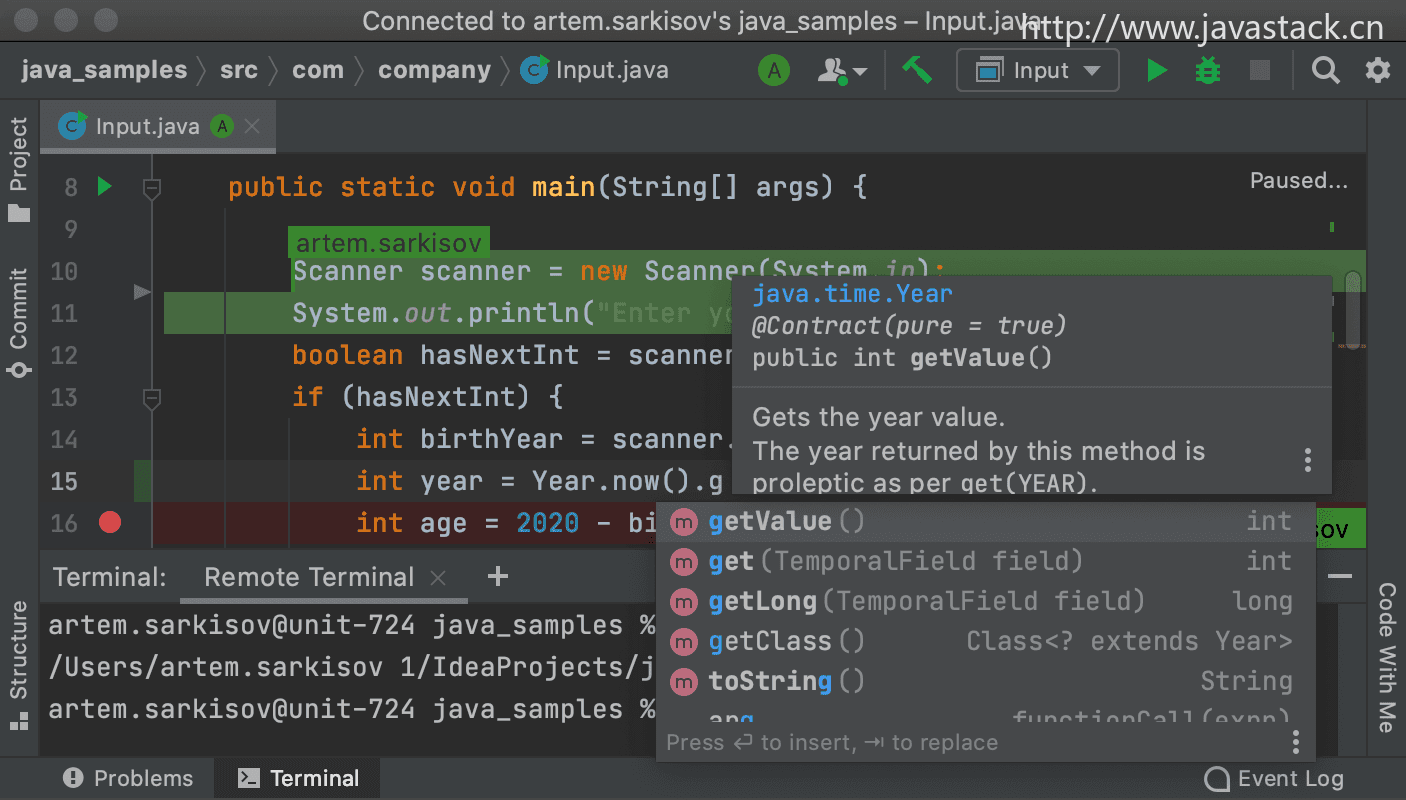 Connected to artem.sarkisov's java_samples – Input.java
http://www.javastack.cn
java_samples src com company Input.java A Input
Project
Commit
Structure
Input.java A
8 public static void main(String[] args) {
Paused...
9
artem.sarkisov
10 Scanner scanner = new Scanner(System.in);
11 System.out.println("Enter
12 boolean hasNextInt = scanner
13 if (hasNextInt) {
14 int birthYear = scanner.
15 int year = Year.now().g
16 int age = 2020 - bi
java.time.Year
@Contract(pure = true)
public int getValue()
Gets the year value.
The year returned by this method is
proleptic as per get(YEAR).
getValue() int
get(TemporalField field) int
getLong(TemporalField field) long
getClass() Class<? extends Year>
toString() String
arg functionCall(expr)
Press ↵ to insert, ⇥ to replace
Terminal: Remote Terminal +
artem.sarkisov@unit-724 java_samples %
/Users/artem.sarkisov 1/IdeaProjects/j
artem.sarkisov@unit-724 java_samples %
Code With Me
Problems Terminal Event Log